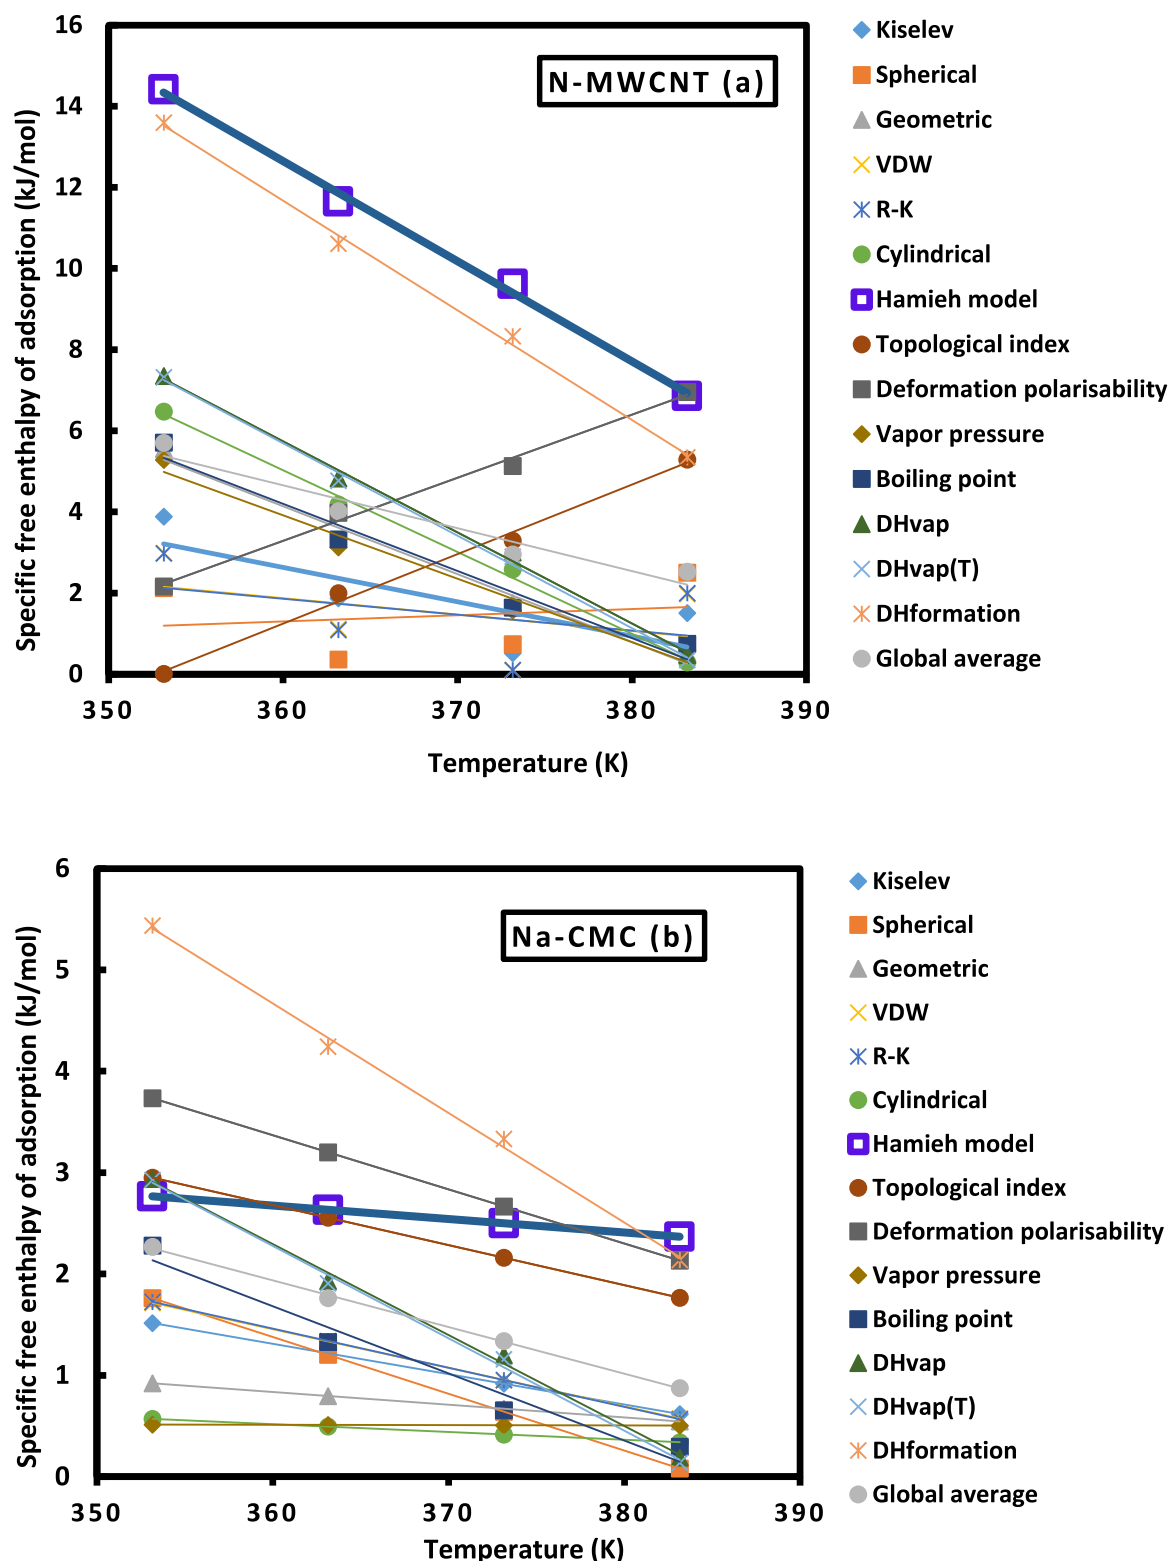 16
14
12
10
8
6
4
2
0
350
360
370
380
390
Specific free enthalpy of adsorption (kJ/mol)
Temperature (K)
N-MWCNT (a)
Kiselev
Spherical
Geometric
VDW
R-K
Cylindrical
Hamieh model
Topological index
Deformation polarisability
Vapor pressure
Boiling point
DHvap
DHvap(T)
DHformation
Global average
6
5
4
3
2
1
0
350
360
370
380
390
Specific free enthalpy of adsorption (kJ/mol)
Temperature (K)
Na-CMC (b)
Kiselev
Spherical
Geometric
VDW
R-K
Cylindrical
Hamieh model
Topological index
Deformation polarisability
Vapor pressure
Boiling point
DHvap
DHvap(T)
DHformation
Global average